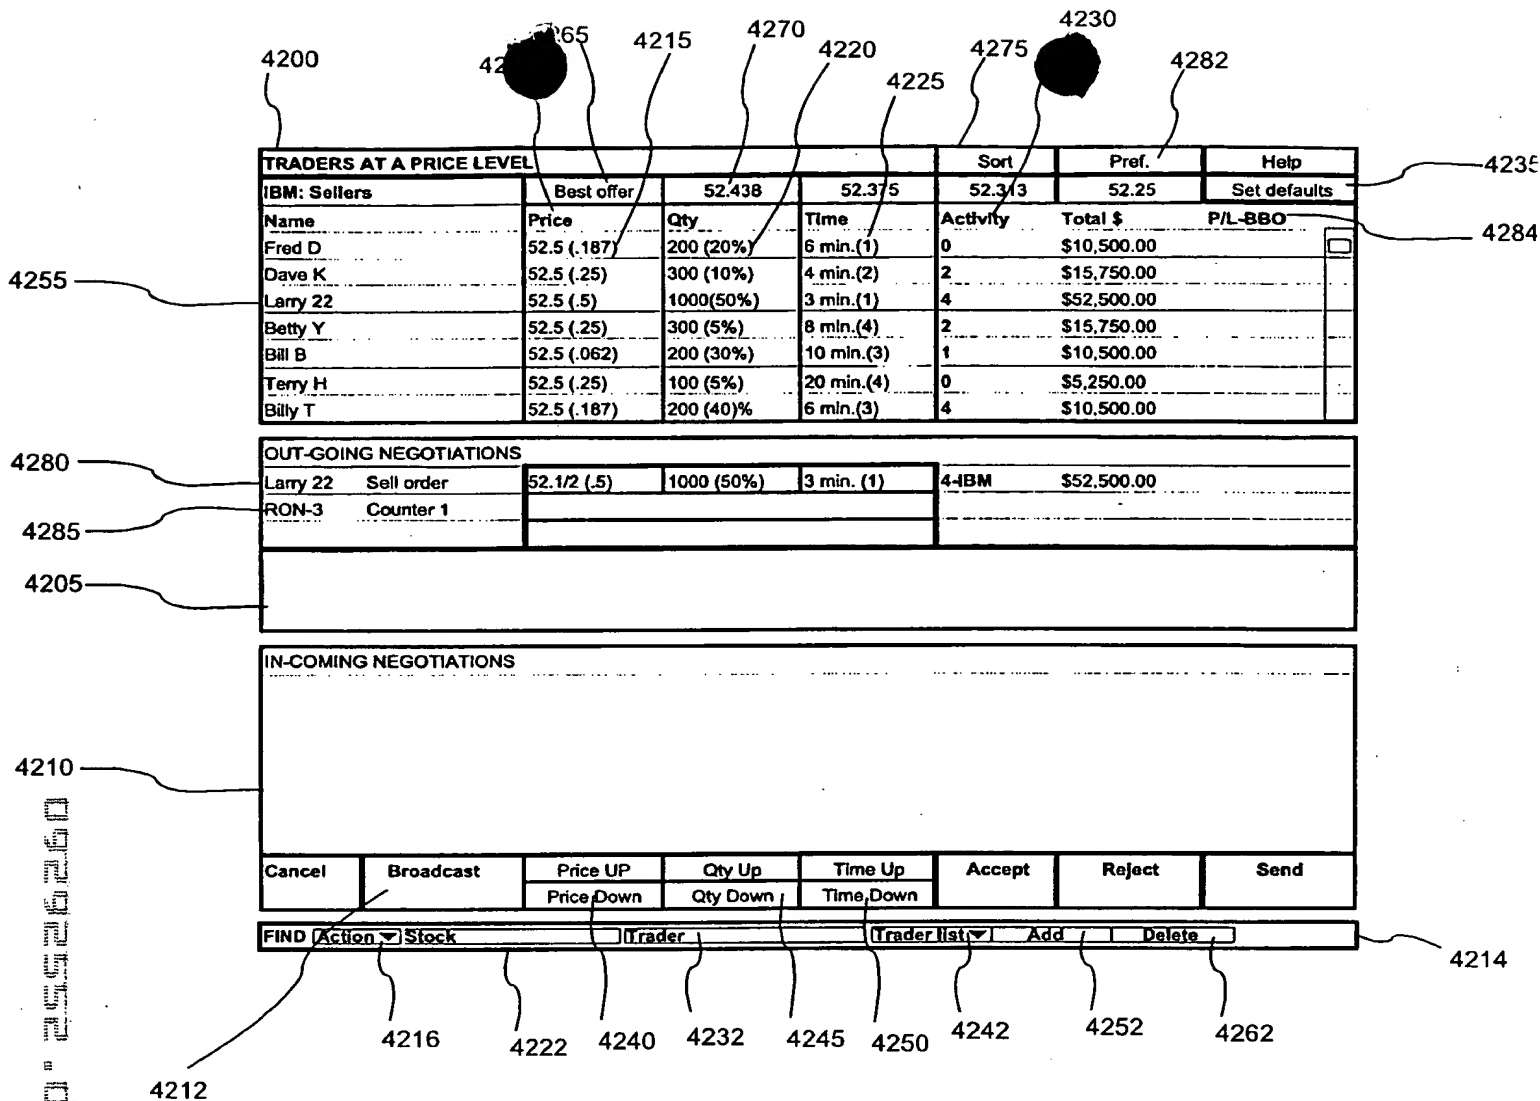 4230
65 4215 4270 4220 4275 4282
4200 42 4225
TRADERS AT A PRICE LEVEL Sort Pref. Help
4235
IBM: Sellers Best offer 52.438 52.375 52.313 52.25 Set defaults
Name Price Qty Time Activity Total $ P/L-BBO
4284
Fred D 52.5 (.187) 200 (20%) 6 min.(1) 0 $10,500.00
Dave K 52.5 (.25) 300 (10%) 4 min.(2) 2 $15,750.00
4255
Larry 22 52.5 (.5) 1000(50%) 3 min.(1) 4 $52,500.00
Betty Y 52.5 (.25) 300 (5%) 8 min.(4) 2 $15,750.00
Bill B 52.5 (.062) 200 (30%) 10 min.(3) 1 $10,500.00
Terry H 52.5 (.25) 100 (5%) 20 min.(4) 0 $5,250.00
Billy T 52.5 (.187) 200 (40)% 6 min.(3) 4 $10,500.00
OUT-GOING NEGOTIATIONS
4280
Larry 22 Sell order 52.1/2 (.5) 1000 (50%) 3 min. (1) 4-IBM $52,500.00
RON-3 Counter 1
4285
4205
IN-COMING NEGOTIATIONS
4210
Cancel Broadcast Price UP Qty Up Time Up Accept Reject Send
Price Down Qty Down Time Down
FIND Action Stock Trader Trader list Add Delete
4214
4216 4222 4240 4232 4245 4250 4242 4252 4262
4212